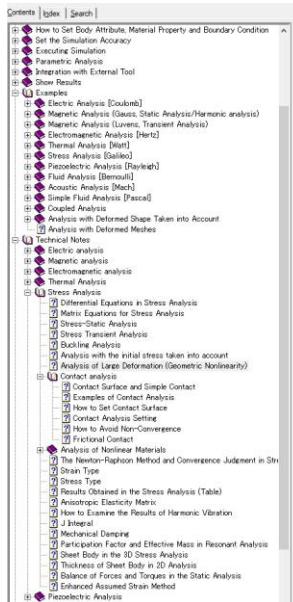 Contents Index Search
How to Set Body Attribute, Material Property and Boundary Condition
Set the Simulation Accuracy
Executing Simulation
Parametric Analysis
Integration with External Tool
Show Results
Examples
Electric Analysis [Coulomb]
Magnetic Analysis (Gauss, Static Analysis/Harmonic analysis)
Magnetic Analysis (Luvens, Transient Analysis)
Electromagnetic Analysis [Hertz]
Thermal Analysis [Watt]
Stress Analysis [Galileo]
Piezoelectric Analysis [Rayleigh]
Fluid Analysis [Bernoulli]
Acoustic Analysis [Mach]
Simple Fluid Analysis [Pascal]
Coupled Analysis
Analysis with Deformed Shape Taken into Account
Analysis with Deformed Meshes
Technical Notes
Electric analysis
Magnetic analysis
Electromagnetic analysis
Thermal Analysis
Stress Analysis
Differential Equations in Stress Analysis
Matrix Equations for Stress Analysis
Stress-Static Analysis
Stress Transient Analysis
Buckling Analysis
Analysis with the initial stress taken into account
Analysis of Large Deformation (Geometric Nonlinearity)
Contact analysis
Contact Surface and Simple Contact
Examples of Contact Analysis
How to Set Contact Surface
Contact Analysis Setting
How to Avoid Non-Convergence
Frictional Contact
Analysis of Nonlinear Materials
The Newton-Raphson Method and Convergence Judgment in Stre
Strain Type
Stress Type
Results Obtained in the Stress Analysis (Table)
Anisotropic Elasticity Matrix
How to Examine the Results of Harmonic Vibration
J Integral
Mechanical Damping
Participation Factor and Effective Mass in Resonant Analysis
Sheet Body in the 3D Stress Analysis
Thickness of Sheet Body in 2D Analysis
Balance of Forces and Torques in the Static Analysis
Enhanced Assumed Strain Method
Piezoelectric Analysis